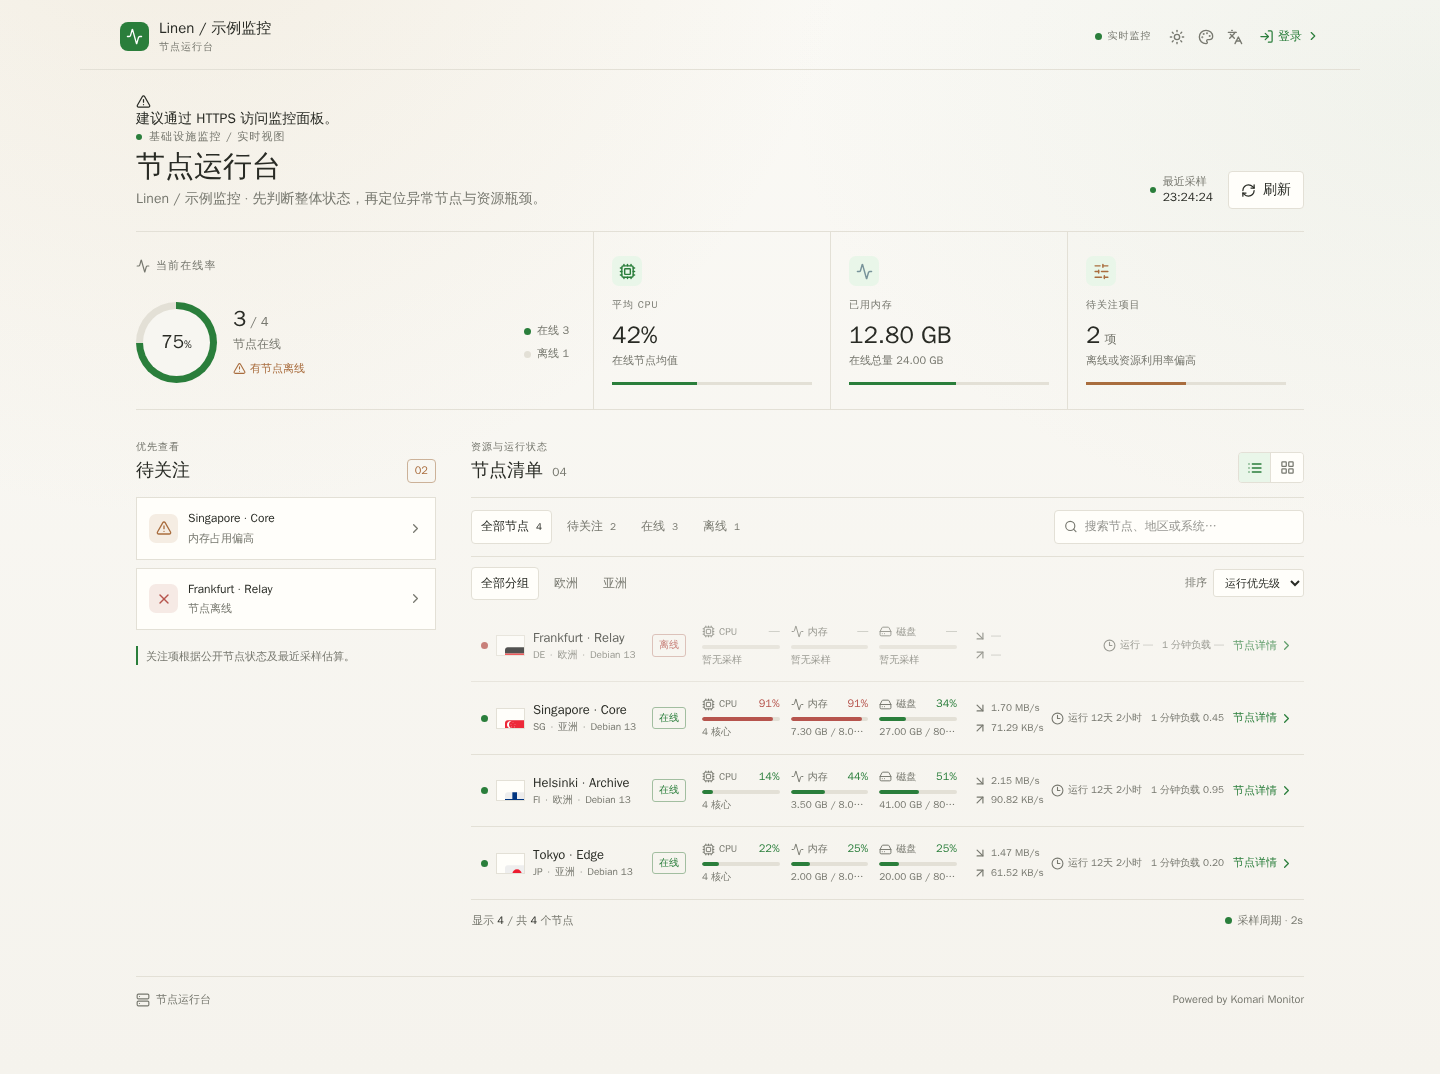 Linen / 示例监控
节点运行台
实时监控
登录
建议通过 HTTPS 访问监控面板。
基础设施监控 / 实时视图
节点运行台
Linen / 示例监控 · 先判断整体状态，再定位异常节点与资源瓶颈。
最近采样
23:24:24
刷新
当前在线率
75%
3 / 4
节点在线
有节点离线
在线 3
离线 1
平均 CPU
42%
在线节点均值
已用内存
12.80 GB
在线总量 24.00 GB
待关注项目
2 项
离线或资源利用率偏高
优先查看
待关注
02
Singapore · Core
内存占用偏高
Frankfurt · Relay
节点离线
关注项根据公开节点状态及最近采样估算。
资源与运行状态
节点清单 04
全部节点 4 待关注 2 在线 3 离线 1
搜索节点、地区或系统…
全部分组 欧洲 亚洲
排序 运行优先级
Frankfurt · Relay
DE · 欧洲 · Debian 13
离线
CPU —
暂无采样
内存 —
暂无采样
磁盘 —
暂无采样
—
—
运行 — 1 分钟负载 — 节点详情
Singapore · Core
SG · 亚洲 · Debian 13
在线
CPU 91%
4 核心
内存 91%
7.30 GB / 8.0…
磁盘 34%
27.00 GB / 80…
1.70 MB/s
71.29 KB/s
运行 12天 2小时 1 分钟负载 0.45 节点详情
Helsinki · Archive
FI · 欧洲 · Debian 13
在线
CPU 14%
4 核心
内存 44%
3.50 GB / 8.0…
磁盘 51%
41.00 GB / 80…
2.15 MB/s
90.82 KB/s
运行 12天 2小时 1 分钟负载 0.95 节点详情
Tokyo · Edge
JP · 亚洲 · Debian 13
在线
CPU 22%
4 核心
内存 25%
2.00 GB / 8.0…
磁盘 25%
20.00 GB / 80…
1.47 MB/s
61.52 KB/s
运行 12天 2小时 1 分钟负载 0.20 节点详情
显示 4 / 共 4 个节点
采样周期 · 2s
节点运行台
Powered by Komari Monitor